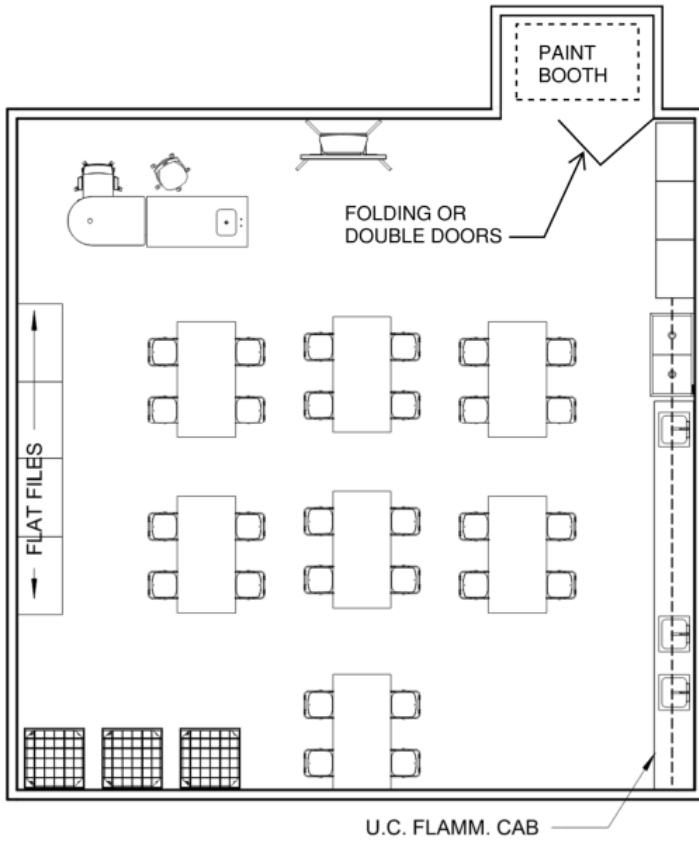 PAINT
BOOTH
FOLDING OR
DOUBLE DOORS
FLAT FILES
U.C. FLAMM. CAB